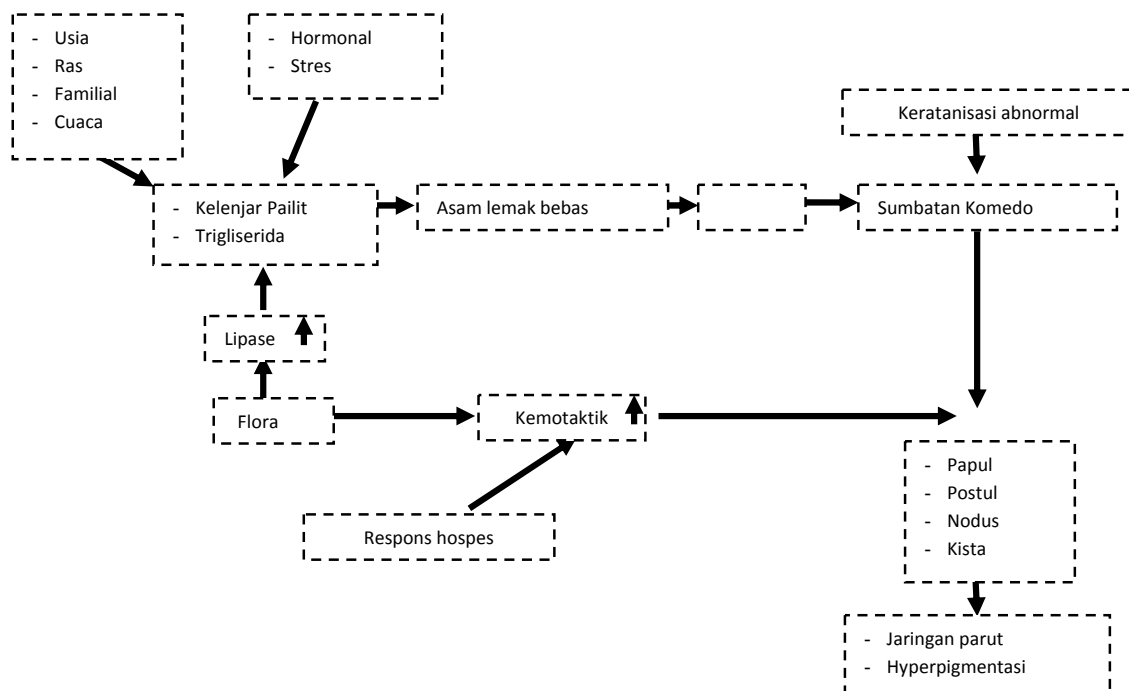 - Usia
- Ras
- Familial
- Cuaca
- Hormonal
- Stres
Keratanisasi abnormal
- Kelenjar Pailit
- Trigliserida
Asam lemak bebas
Sumbatan Komedo
Lipase
Flora
Kemotaktik
Respons hospes
- Papul
- Postul
- Nodus
- Kista
- Jaringan parut
- Hyperpigmentasi